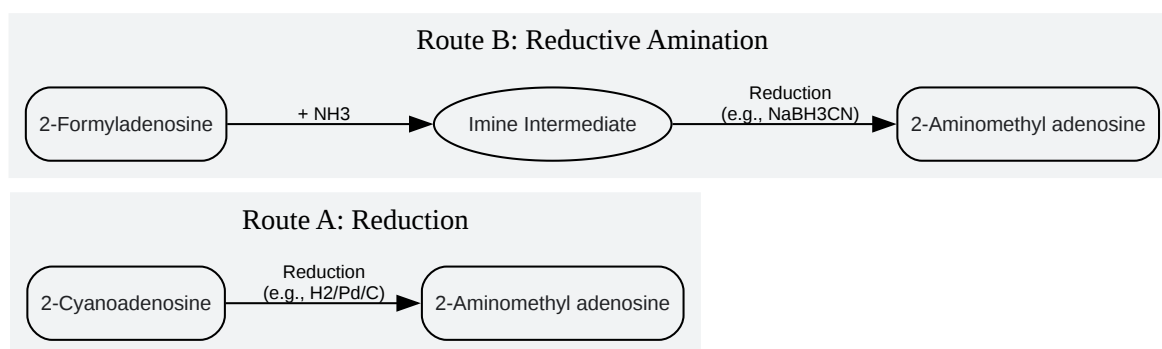 Route B: Reductive Amination
2-Formyladenosine
+ NH3
Imine Intermediate
Reduction
(e.g., NaBH3CN)
2-Aminomethyl adenosine
Route A: Reduction
2-Cyanoadenosine
Reduction
(e.g., H2/Pd/C)
2-Aminomethyl adenosine